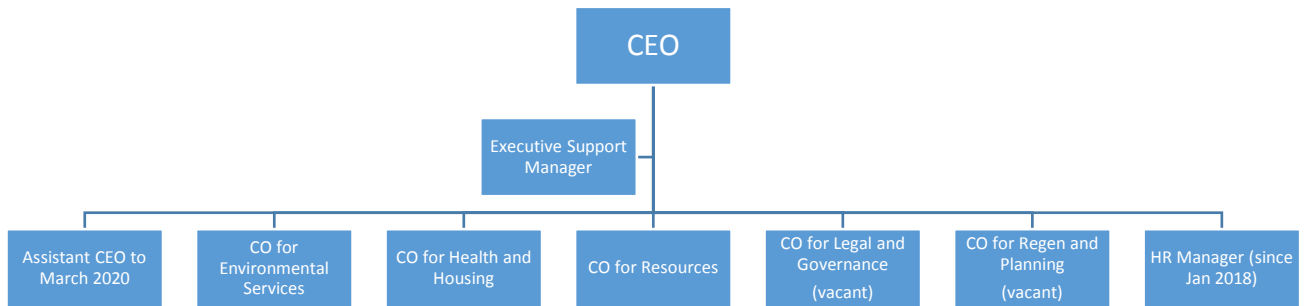 CEO
Executive Support
Manager
Assistant CEO to
March 2020
CO for
Environmental
Services
CO for Health and
Housing
CO for Resources
CO for Legal and
Governance
(vacant)
CO for Regen and
Planning
(vacant)
HR Manager (since
Jan 2018)